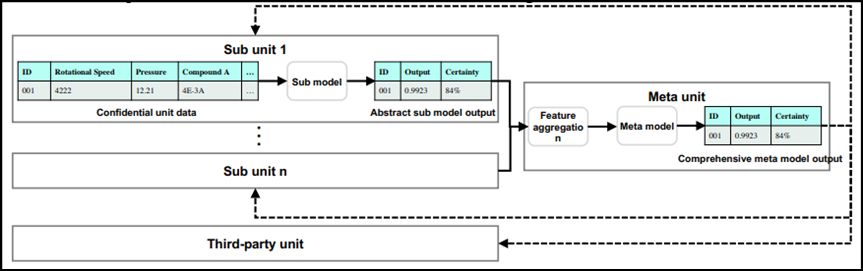 Sub unit 1
ID Rotational Speed Pressure Compound A ...
001 4222 12.21 4E-3A ...
Confidential unit data
Sub model
ID Output Certainty
001 0.9923 84%
Abstract sub model output
Sub unit n
Third-party unit
Meta unit
Feature
aggregatio
n
Meta model
ID Output Certainty
001 0.9923 84%
Comprehensive meta model output